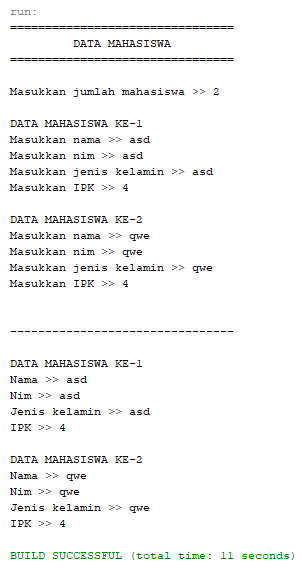 run:
================================
DATA MAHASISWA
================================
Masukkan jumlah mahasiswa >> 2
DATA MAHASISWA KE-1
Masukkan nama >> asd
Masukkan nim >> asd
Masukkan jenis kelamin >> asd
Masukkan IPK >> 4
DATA MAHASISWA KE-2
Masukkan nama >> qwe
Masukkan nim >> qwe
Masukkan jenis kelamin >> qwe
Masukkan IPK >> 4
--------------------------------
DATA MAHASISWA KE-1
Nama >> asd
Nim >> asd
Jenis kelamin >> asd
IPK >> 4
DATA MAHASISWA KE-2
Nama >> qwe
Nim >> qwe
Jenis kelamin >> qwe
IPK >> 4
BUILD SUCCESSFUL (total time: 11 seconds)